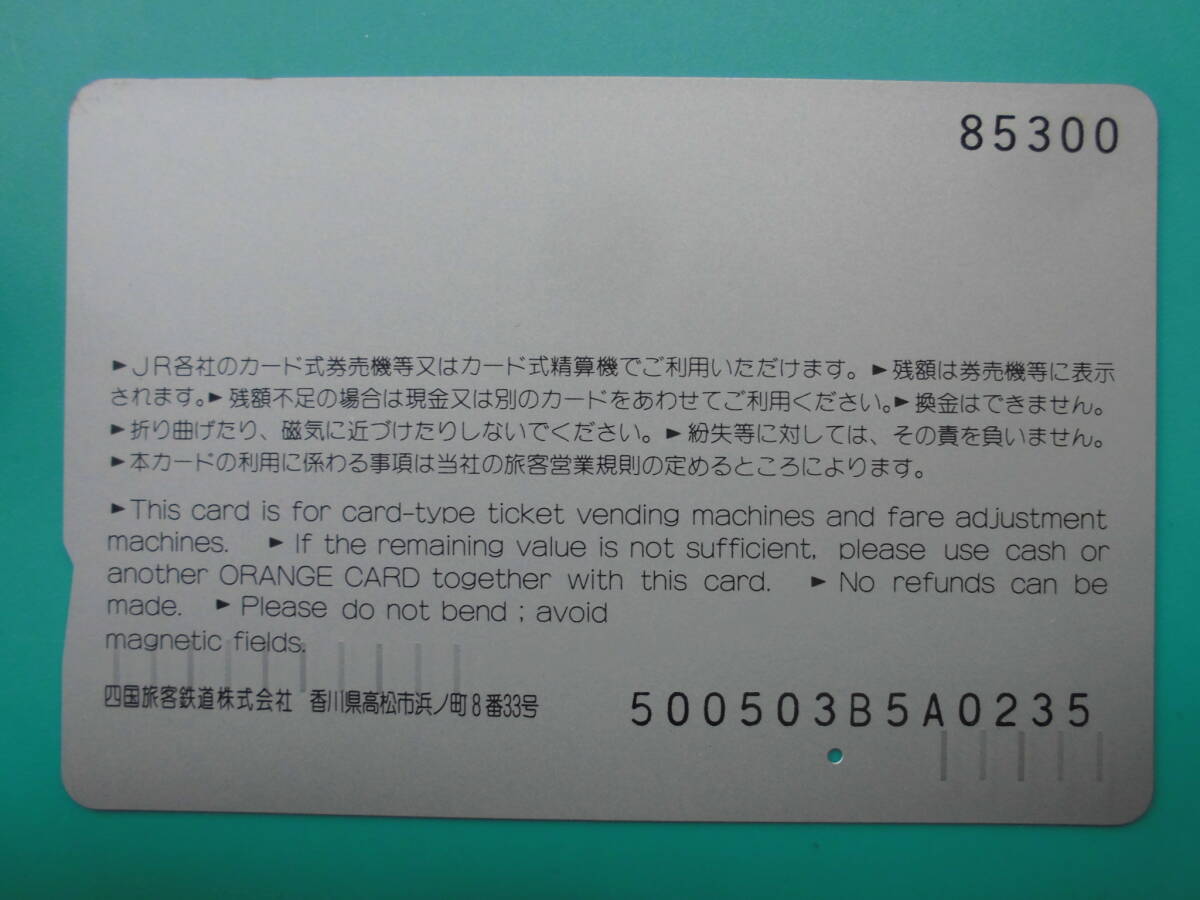 85300
►JR各社のカード式券売機等又はカード式精算機でご利用いただけます。►残額は券売機等に表示
されます。►残額不足の場合は現金又は別のカードをあわせてご利用ください。►換金はできません。
►折り曲げたり、磁気に近づけたりしないでください。►紛失等に対しては、その責を負いません。
►本カードの利用に係わる事項は当社の旅客営業規則の定めるところによります。
►This card is for card-type ticket vending machines and fare adjustment
machines. ►If the remaining value is not sufficient, please use cash or
another ORANGE CARD together with this card. ►No refunds can be
made. ►Please do not bend ; avoid
magnetic fields.
四国旅客鉄道株式会社 香川県高松市浜ノ町8番33号
500503B5A0235